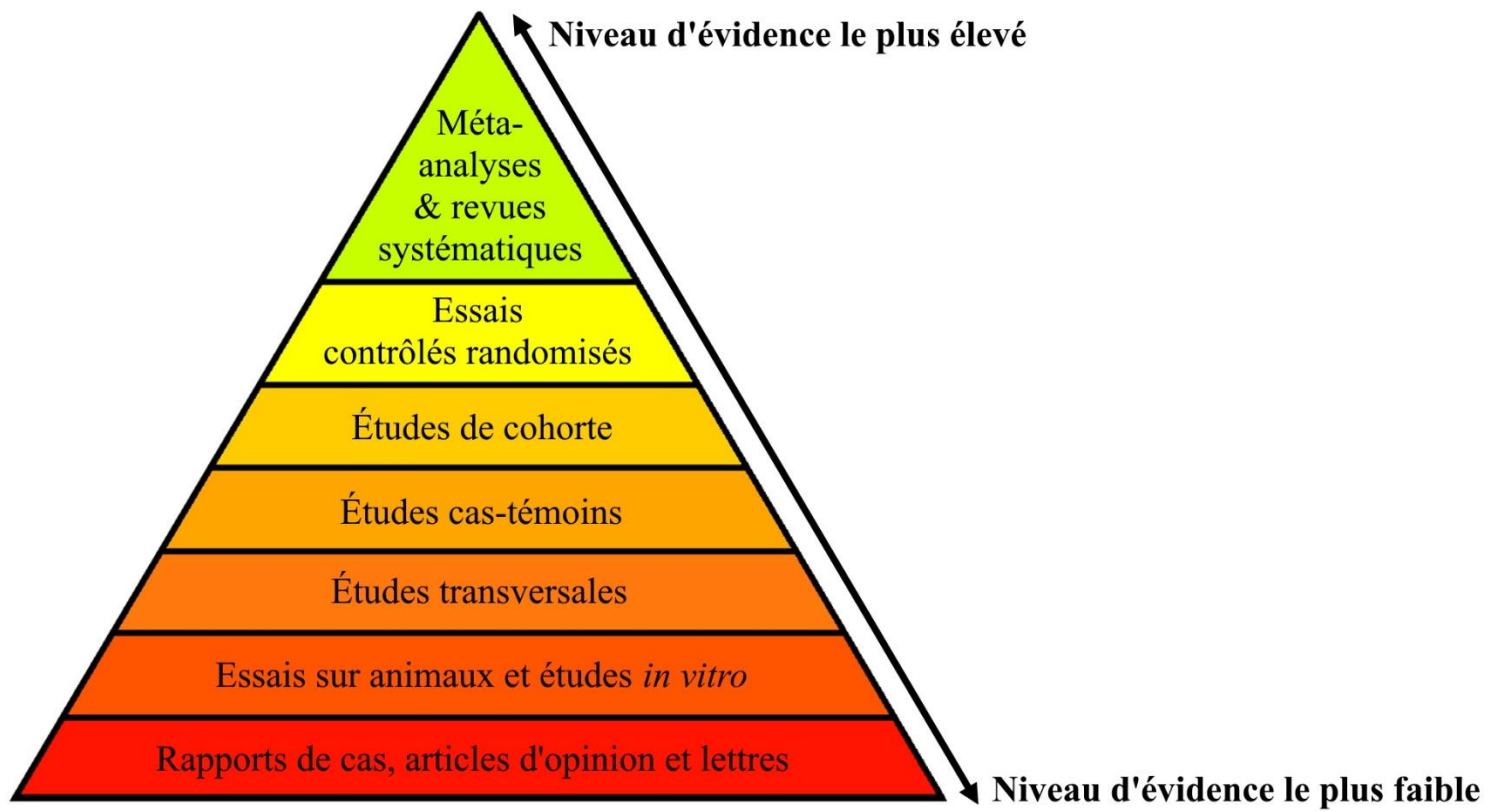 Niveau d'évidence le plus élevé
Méta-
analyses
& revues
systématiques
Essais
contrôlés randomisés
Études de cohorte
Études cas-témoins
Études transversales
Essais sur animaux et études in vitro
Rapports de cas, articles d'opinion et lettres
Niveau d'évidence le plus faible